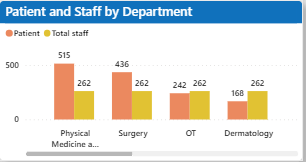 Patient and Staff by Department
Patient Total staff
515 262 436 262 242 262 168 262
500
0
Physical Surgery OT Dermatology
Medicine a...